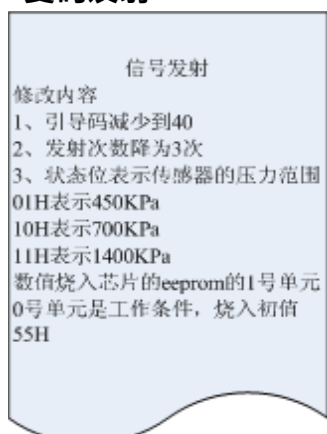 信号发射
修改内容
1、引导码减少到40
2、发射次数降为3次
3、状态位表示传感器的压力范围
01H表示450KPa
10H表示700KPa
11H表示1400KPa
数值烧入芯片的eeprom的1号单元
0号单元是工作条件，烧入初值
55H